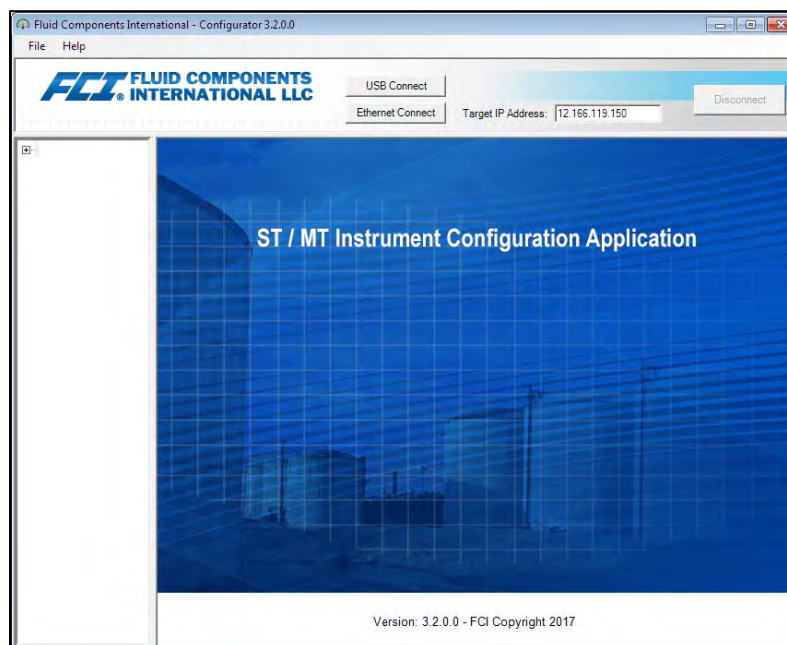 Fluid Components International - Configurator 3.2.0.0
File Help
FCI® FLUID COMPONENTS
INTERNATIONAL LLC
USB Connect
Ethernet Connect
Target IP Address: 12.166.119.150
Disconnect
ST / MT Instrument Configuration Application
Version: 3.2.0.0 - FCI Copyright 2017